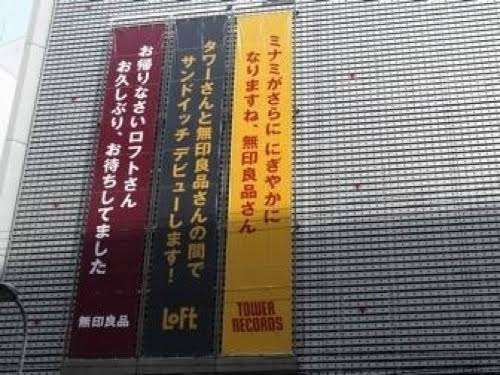 ミナミがさらに にぎやかに
なりますね、無印良品さん
TOWER
RECORDS
タワーさんと無印良品さんの間で
サンドイッチ デビューします！
LoFt
お帰りなさいロフトさん
お久しぶり、お待ちしてました
無印良品